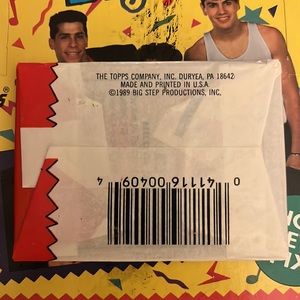 THE TOPPS COMPANY, INC. DURYEA, PA 18642
MADE AND PRINTED IN U.S.A.
©1989 BIG STEP PRODUCTIONS, INC.
0 41116 00409 4